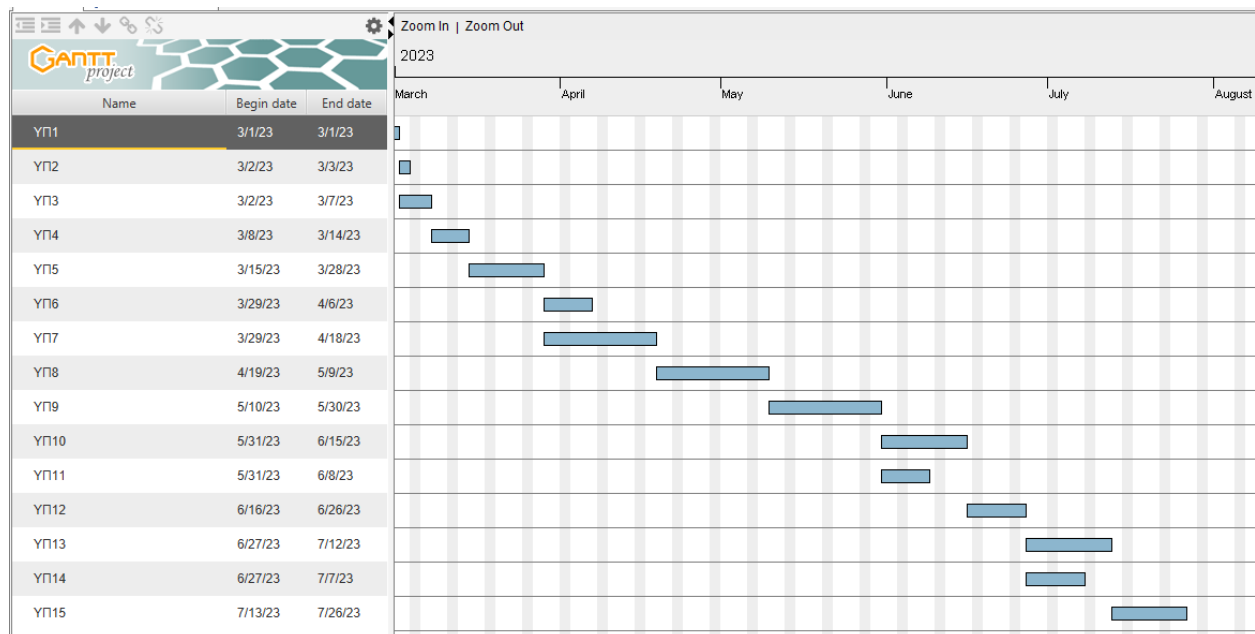 Zoom In | Zoom Out
GANTT project
2023
Name Begin date End date
March April May June July August
УП1 3/1/23 3/1/23
УП2 3/2/23 3/3/23
УП3 3/2/23 3/7/23
УП4 3/8/23 3/14/23
УП5 3/15/23 3/28/23
УП6 3/29/23 4/6/23
УП7 3/29/23 4/18/23
УП8 4/19/23 5/9/23
УП9 5/10/23 5/30/23
УП10 5/31/23 6/15/23
УП11 5/31/23 6/8/23
УП12 6/16/23 6/26/23
УП13 6/27/23 7/12/23
УП14 6/27/23 7/7/23
УП15 7/13/23 7/26/23